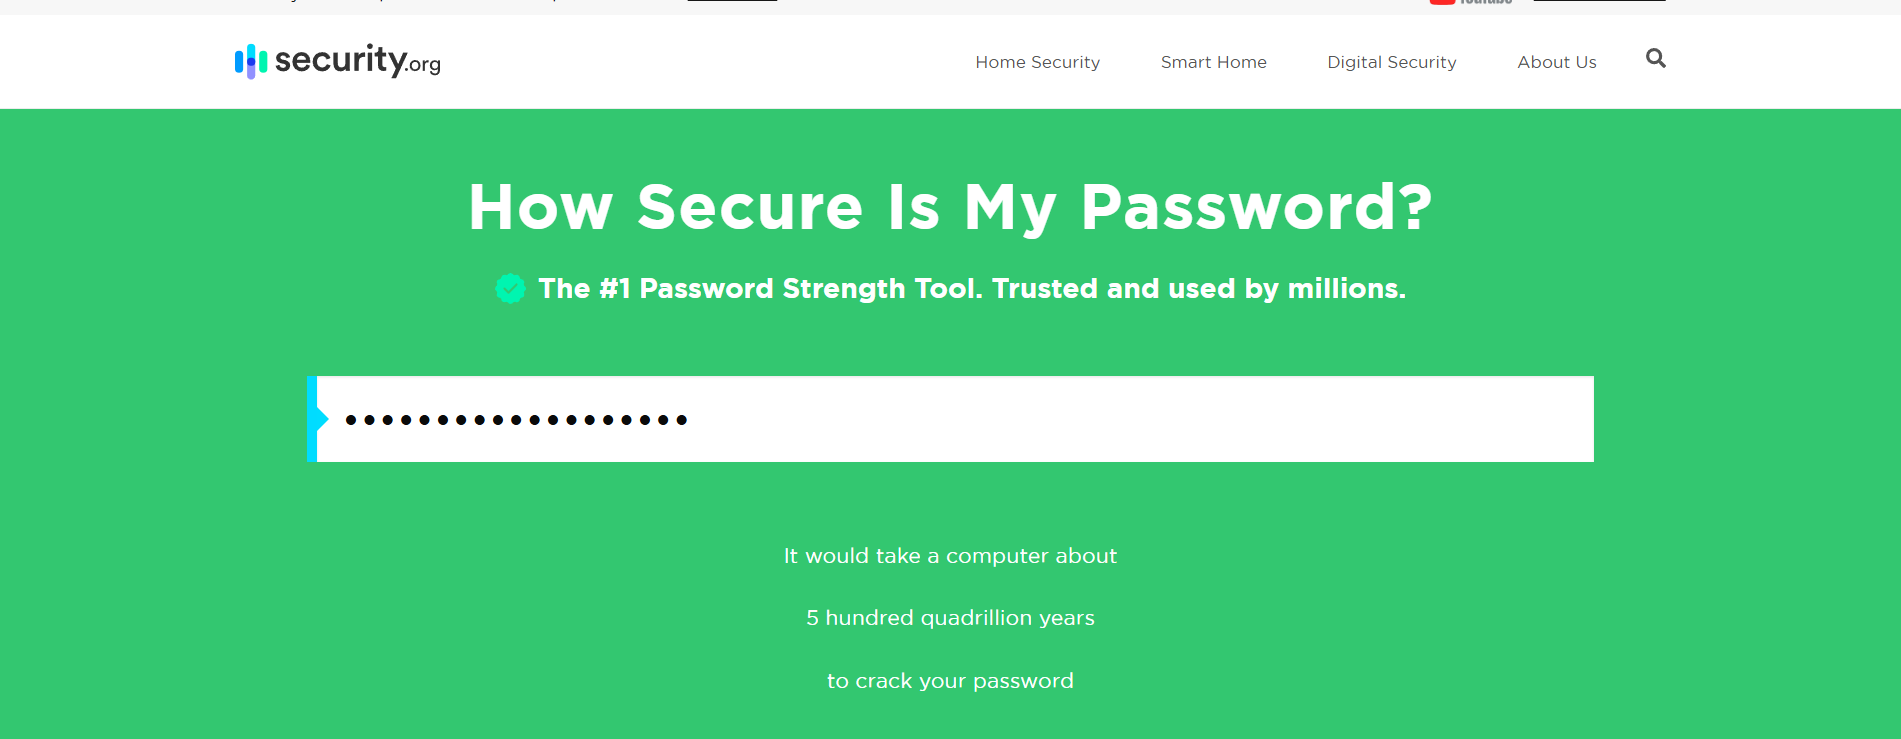 security.org
Home Security
Smart Home
Digital Security
About Us
How Secure Is My Password?
The #1 Password Strength Tool. Trusted and used by millions.
•••••••••••••••••••
It would take a computer about
5 hundred quadrillion years
to crack your password